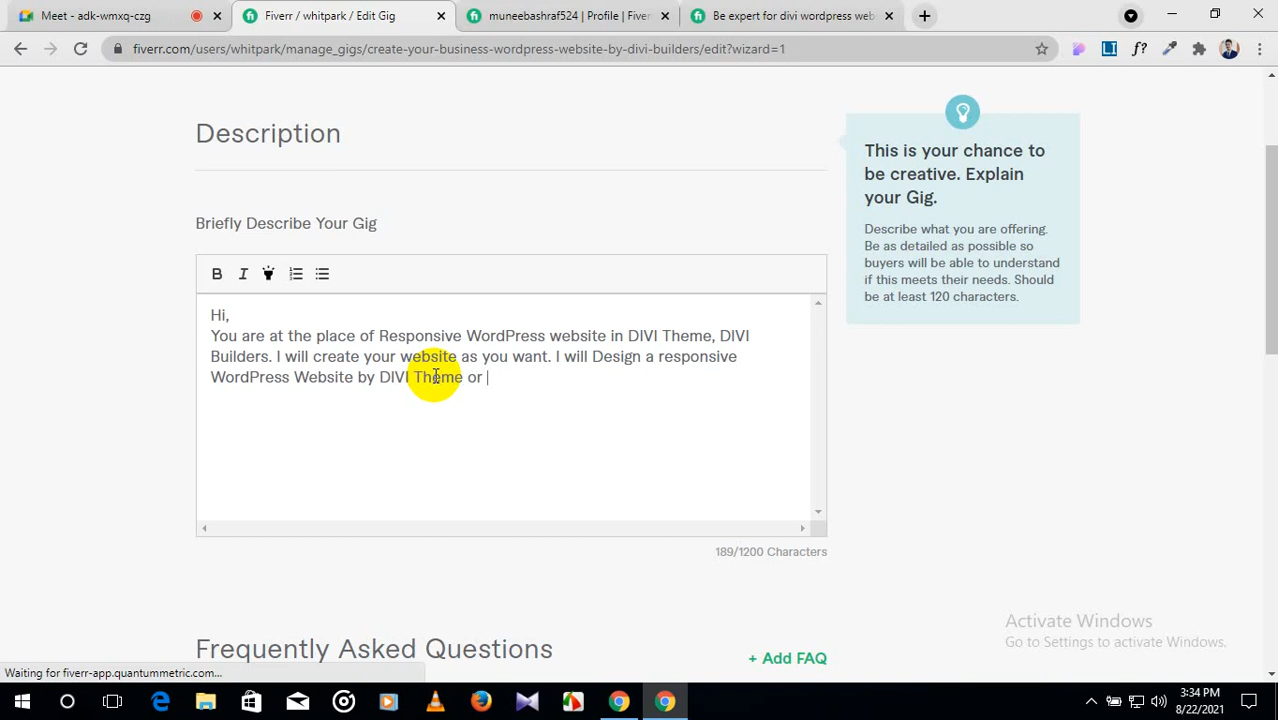 Meet - adk-wmxq-czg
Fiverr / whitpark / Edit Gig
muneebashraf524 | Profile | Fiver
Be expert for divi wordpress web
fiverr.com/users/whitpark/manage_gigs/create-your-business-wordpress-website-by-divi-builders/edit?wizard=1
Description
Briefly Describe Your Gig
B I
Hi,
You are at the place of Responsive WordPress website in DIVI Theme, DIVI
Builders. I will create your website as you want. I will Design a responsive
WordPress Website by DIVI Theme or
189/1200 Characters
This is your chance to
be creative. Explain
your Gig.
Describe what you are offering.
Be as detailed as possible so
buyers will be able to understand
if this meets their needs. Should
be at least 120 characters.
Frequently Asked Questions
+ Add FAQ
Activate Windows
Go to Settings to activate Windows.
Waiting for fiverr-app.quantummetric.com...
3:34 PM
8/22/2021